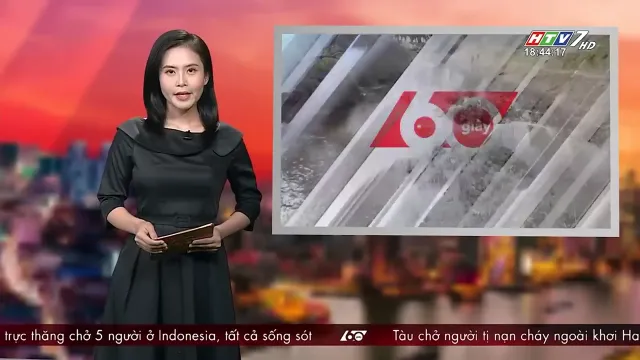 HTV7 HD
18:44:17
60 giây
trực thăng chở 5 người ở Indonesia, tất cả sống sót 60 Tàu chở người tị nạn cháy ngoài khơi Ha